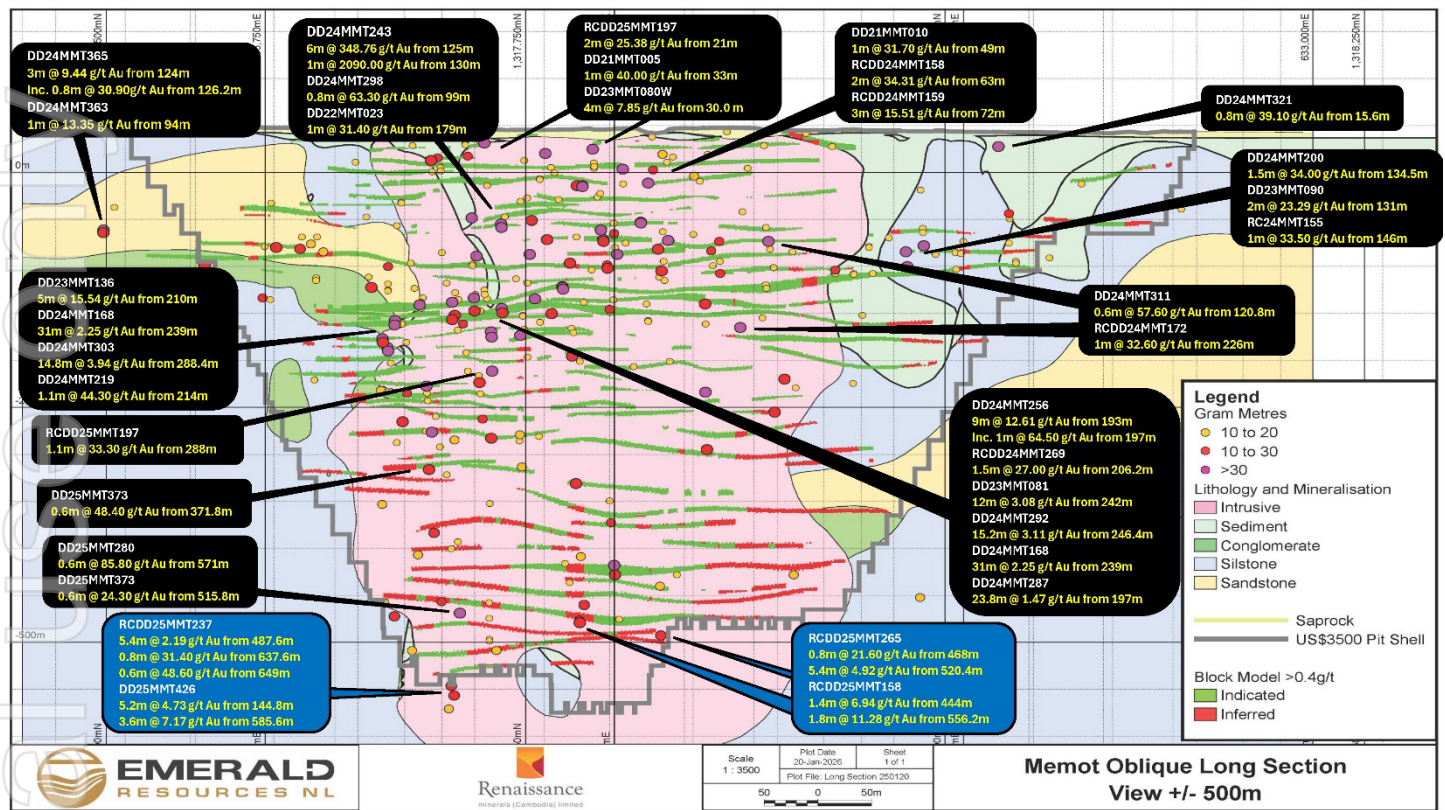 500mN
750mE
1,317,750mN
mE
633,000mE
1,318,250mN
DD24MMT365
3m @ 9.44 g/t Au from 124m
Inc. 0.8m @ 30.90g/t Au from 126.2m
DD24MMT363
1m @ 13.35 g/t Au from 94m
DD24MMT243
6m @ 348.76 g/t Au from 125m
1m @ 2090.00 g/t Au from 130m
DD24MMT298
0.8m @ 63.30 g/t Au from 99m
DD22MMT023
1m @ 31.40 g/t Au from 179m
RCDD25MMT197
2m @ 25.38 g/t Au from 21m
DD21MMT005
1m @ 40.00 g/t Au from 33m
DD23MMT080W
4m @ 7.85 g/t Au from 30.0 m
DD21MMT010
1m @ 31.70 g/t Au from 49m
RCDD24MMT158
2m @ 34.31 g/t Au from 63m
RCDD24MMT159
3m @ 15.51 g/t Au from 72m
DD24MMT321
0.8m @ 39.10 g/t Au from 15.6m
DD24MMT200
1.5m @ 34.00 g/t Au from 134.5m
DD23MMT090
2m @ 23.29 g/t Au from 131m
RC24MMT155
1m @ 33.50 g/t Au from 146m
0m
DD23MMT136
5m @ 15.54 g/t Au from 210m
DD24MMT168
31m @ 2.25 g/t Au from 239m
DD24MMT303
14.8m @ 3.94 g/t Au from 288.4m
DD24MMT219
1.1m @ 44.30 g/t Au from 214m
DD24MMT311
0.6m @ 57.60 g/t Au from 120.8m
RCDD24MMT172
1m @ 32.60 g/t Au from 226m
RCDD25MMT197
1.1m @ 33.30 g/t Au from 288m
DD24MMT256
9m @ 12.61 g/t Au from 193m
Inc. 1m @ 64.50 g/t Au from 197m
RCDD24MMT269
1.5m @ 27.00 g/t Au from 206.2m
DD23MMT081
12m @ 3.08 g/t Au from 242m
DD24MMT292
15.2m @ 3.11 g/t Au from 246.4m
DD24MMT168
31m @ 2.25 g/t Au from 239m
DD24MMT287
23.8m @ 1.47 g/t Au from 197m
DD25MMT373
0.6m @ 48.40 g/t Au from 371.8m
DD25MMT280
0.6m @ 85.80 g/t Au from 571m
DD25MMT373
0.6m @ 24.30 g/t Au from 515.8m
-500m
RCDD25MMT237
5.4m @ 2.19 g/t Au from 487.6m
0.8m @ 31.40 g/t Au from 637.6m
0.6m @ 48.60 g/t Au from 649m
DD25MMT426
5.2m @ 4.73 g/t Au from 144.8m
3.6m @ 7.17 g/t Au from 585.6m
RCDD25MMT265
0.8m @ 21.60 g/t Au from 468m
5.4m @ 4.92 g/t Au from 520.4m
RCDD25MMT158
1.4m @ 6.94 g/t Au from 444m
1.8m @ 11.28 g/t Au from 556.2m
Legend
Gram Metres
10 to 20
10 to 30
>30
Lithology and Mineralisation
Intrusive
Sediment
Conglomerate
Silstone
Sandstone
Saprock
US$3500 Pit Shell
Block Model >0.4g/t
Indicated
Inferred
EMERALD
RESOURCES NL
Renaissance
minerals (Cambodia) limited
Scale
1 : 3500
Plot Date
20-Jan-2026
Sheet
1 of 1
Plot File: Long Section 250120
50 0 50m
Memot Oblique Long Section
View +/- 500m